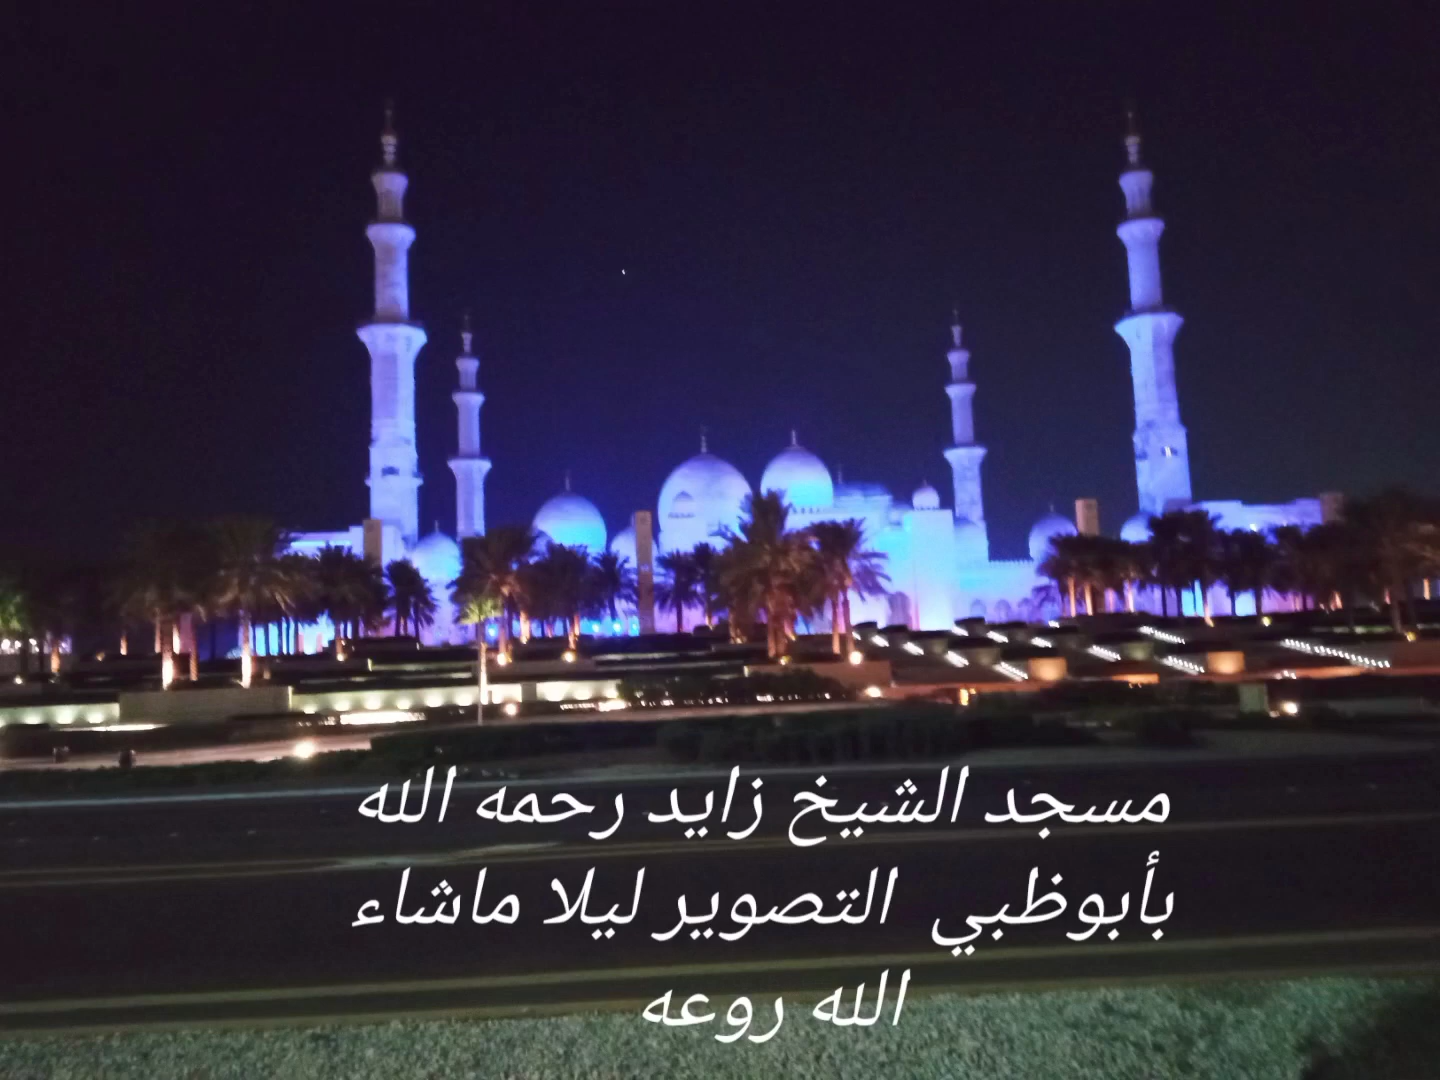 مسجد الشيخ زايد رحمه الله
بأبوظبي  التصوير ليلا ماشاء
الله روعه